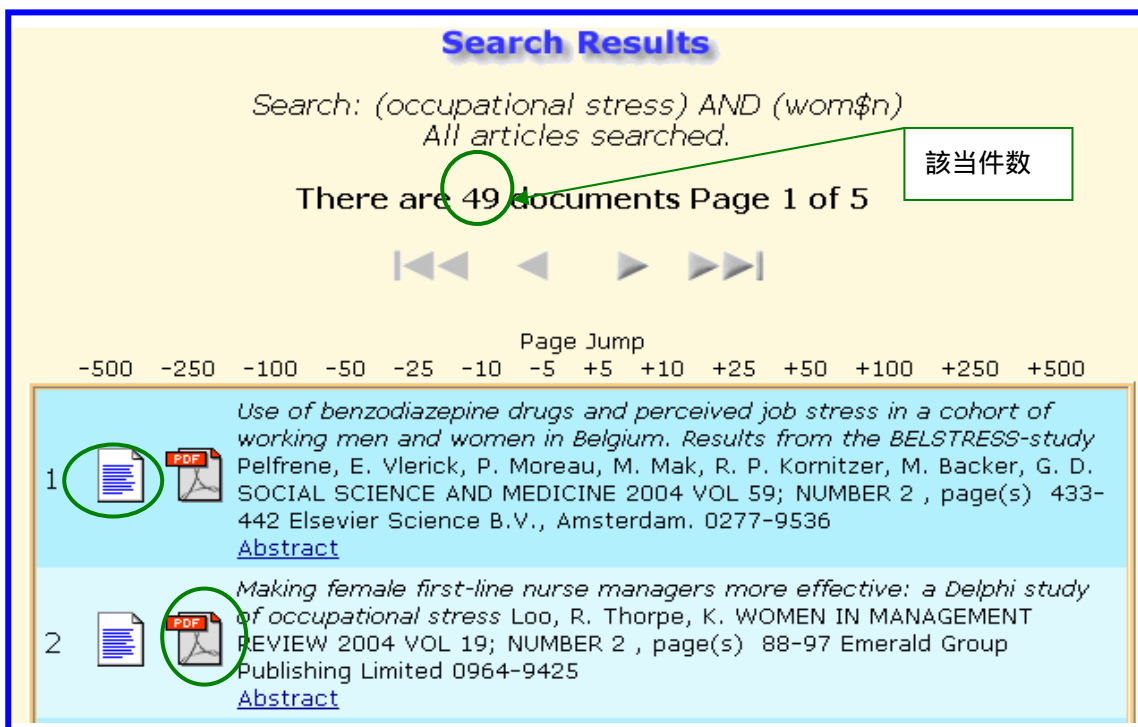 Search Results
Search: (occupational stress) AND (wom$n)
All articles searched.
該当件数
There are 49 documents Page 1 of 5
Page Jump
-500 -250 -100 -50 -25 -10 -5 +5 +10 +25 +50 +100 +250 +500
Use of benzodiazepine drugs and perceived job stress in a cohort of
working men and women in Belgium. Results from the BELSTRESS-study
1 PDF Pelfrene, E. Vlerick, P. Moreau, M. Mak, R. P. Kornitzer, M. Backer, G. D.
SOCIAL SCIENCE AND MEDICINE 2004 VOL 59; NUMBER 2 , page(s) 433-
442 Elsevier Science B.V., Amsterdam. 0277-9536
Abstract
Making female first-line nurse managers more effective: a Delphi study
2 PDF of occupational stress Loo, R. Thorpe, K. WOMEN IN MANAGEMENT
REVIEW 2004 VOL 19; NUMBER 2 , page(s) 88-97 Emerald Group
Publishing Limited 0964-9425
Abstract